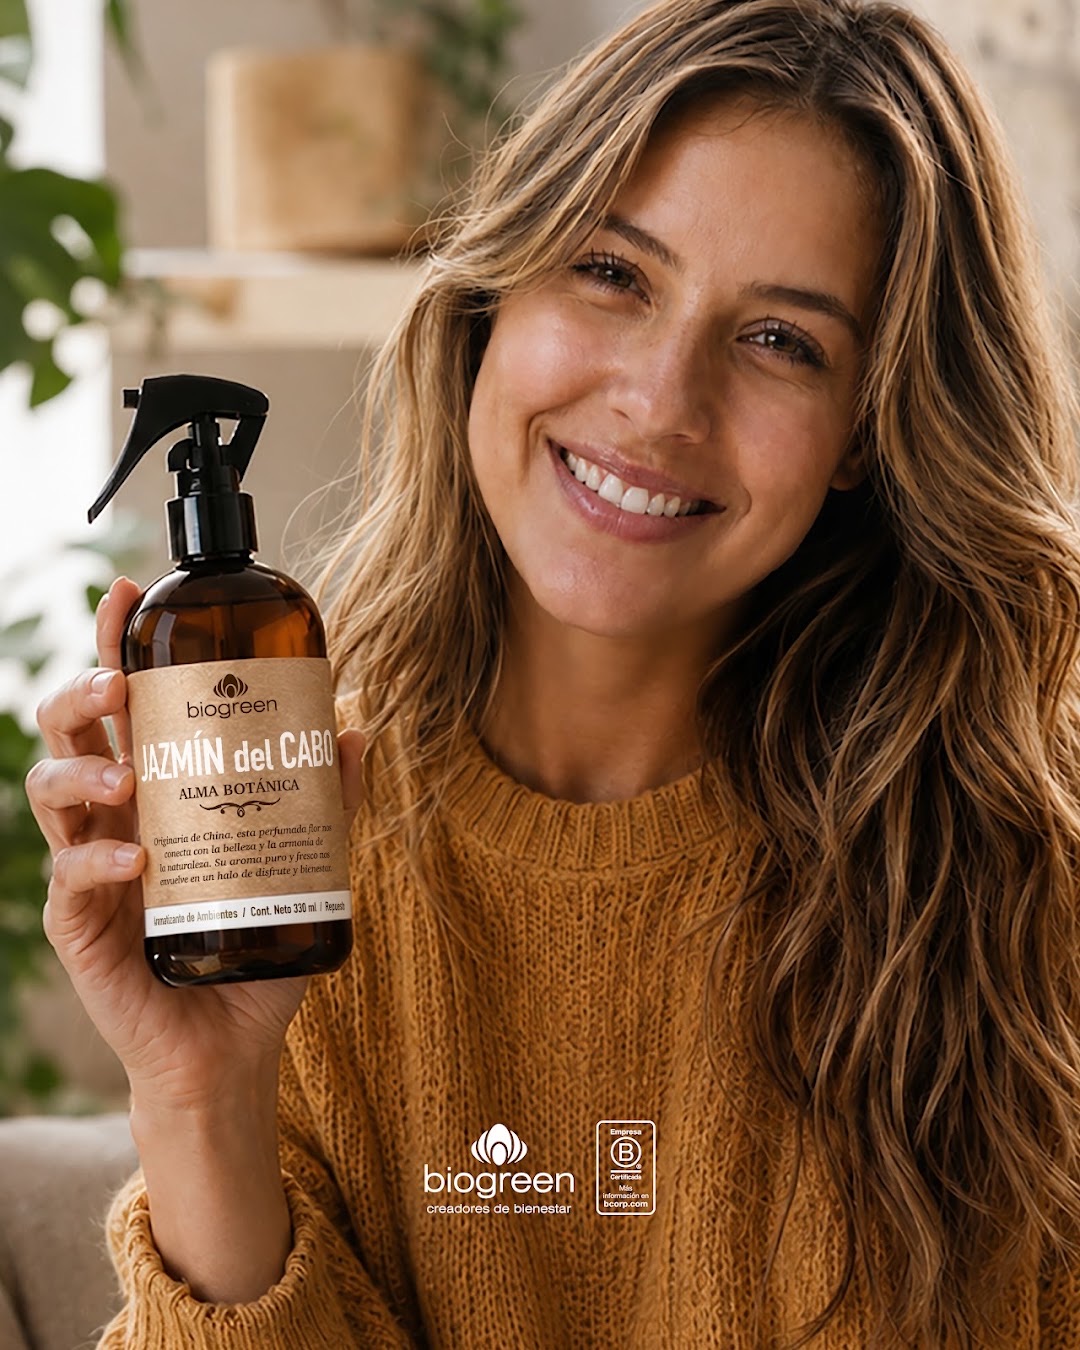 biogreen
JAZMÍN del CABO
ALMA BOTÁNICA
Originaria de China, esta perfumada flor nos
conecta con la belleza y la armonía de
la naturaleza. Su aroma puro y fresco nos
envuelve en un halo de disfrute y bienestar.
Aromatizante de Ambientes / Cont. Neto 330 ml / Repuesto
biogreen
creadores de bienestar
Empresa
B
Certificada
Más
información en
bcorp.com